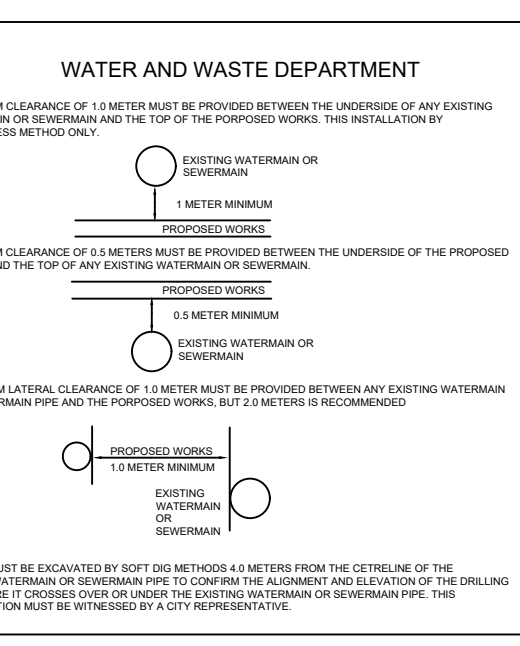 WATER AND WASTE DEPARTMENT
M CLEARANCE OF 1.0 METER MUST BE PROVIDED BETWEEN THE UNDERSIDE OF ANY EXISTING
IN OR SEWERMAIN AND THE TOP OF THE PORPOSED WORKS. THIS INSTALLATION BY
ESS METHOD ONLY.
EXISTING WATERMAIN OR
SEWERMAIN
1 METER MINIMUM
PROPOSED WORKS
M CLEARANCE OF 0.5 METERS MUST BE PROVIDED BETWEEN THE UNDERSIDE OF THE PROPOSED
ND THE TOP OF ANY EXISTING WATERMAIN OR SEWERMAIN.
PROPOSED WORKS
0.5 METER MINIMUM
EXISTING WATERMAIN OR
SEWERMAIN
M LATERAL CLEARANCE OF 1.0 METER MUST BE PROVIDED BETWEEN ANY EXISTING WATERMAIN
RMAIN PIPE AND THE PORPOSED WORKS, BUT 2.0 METERS IS RECOMMENDED
PROPOSED WORKS
1.0 METER MINIMUM
EXISTING
WATERMAIN
OR
SEWERMAIN
UST BE EXCAVATED BY SOFT DIG METHODS 4.0 METERS FROM THE CETRELINE OF THE
WATERMAIN OR SEWERMAIN PIPE TO CONFIRM THE ALIGNMENT AND ELEVATION OF THE DRILLING
RE IT CROSSES OVER OR UNDER THE EXISTING WATERMAIN OR SEWERMAIN PIPE. THIS
TION MUST BE WITNESSED BY A CITY REPRESENTATIVE.